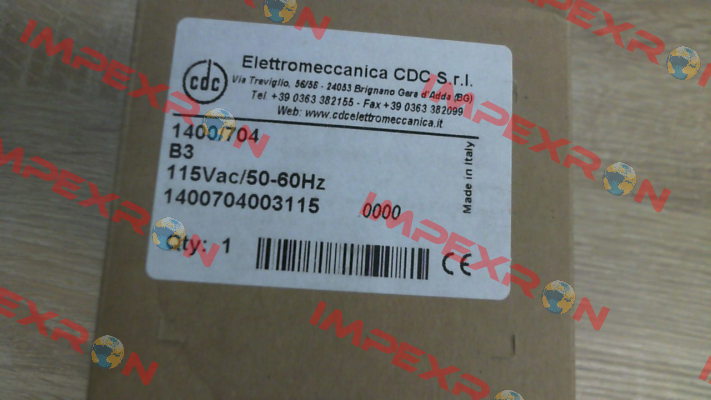 cdc
Elettromeccanica CDC S.r.l.
Via Treviglio, 56/58 - 24053 Brignano Gera d'Adda (BG)
Tel. +39 0363 382155 - Fax +39 0363 382099
Web: www.cdcelettromeccanica.it
1400/704
B3
115Vac/50-60Hz
1400704003115 0000
Qty: 1
CE
Made in Italy
IMPEXRON
IMPEXRON
IMPEXRON
IMPEXRON
IMPEXRON
IMPEXRON